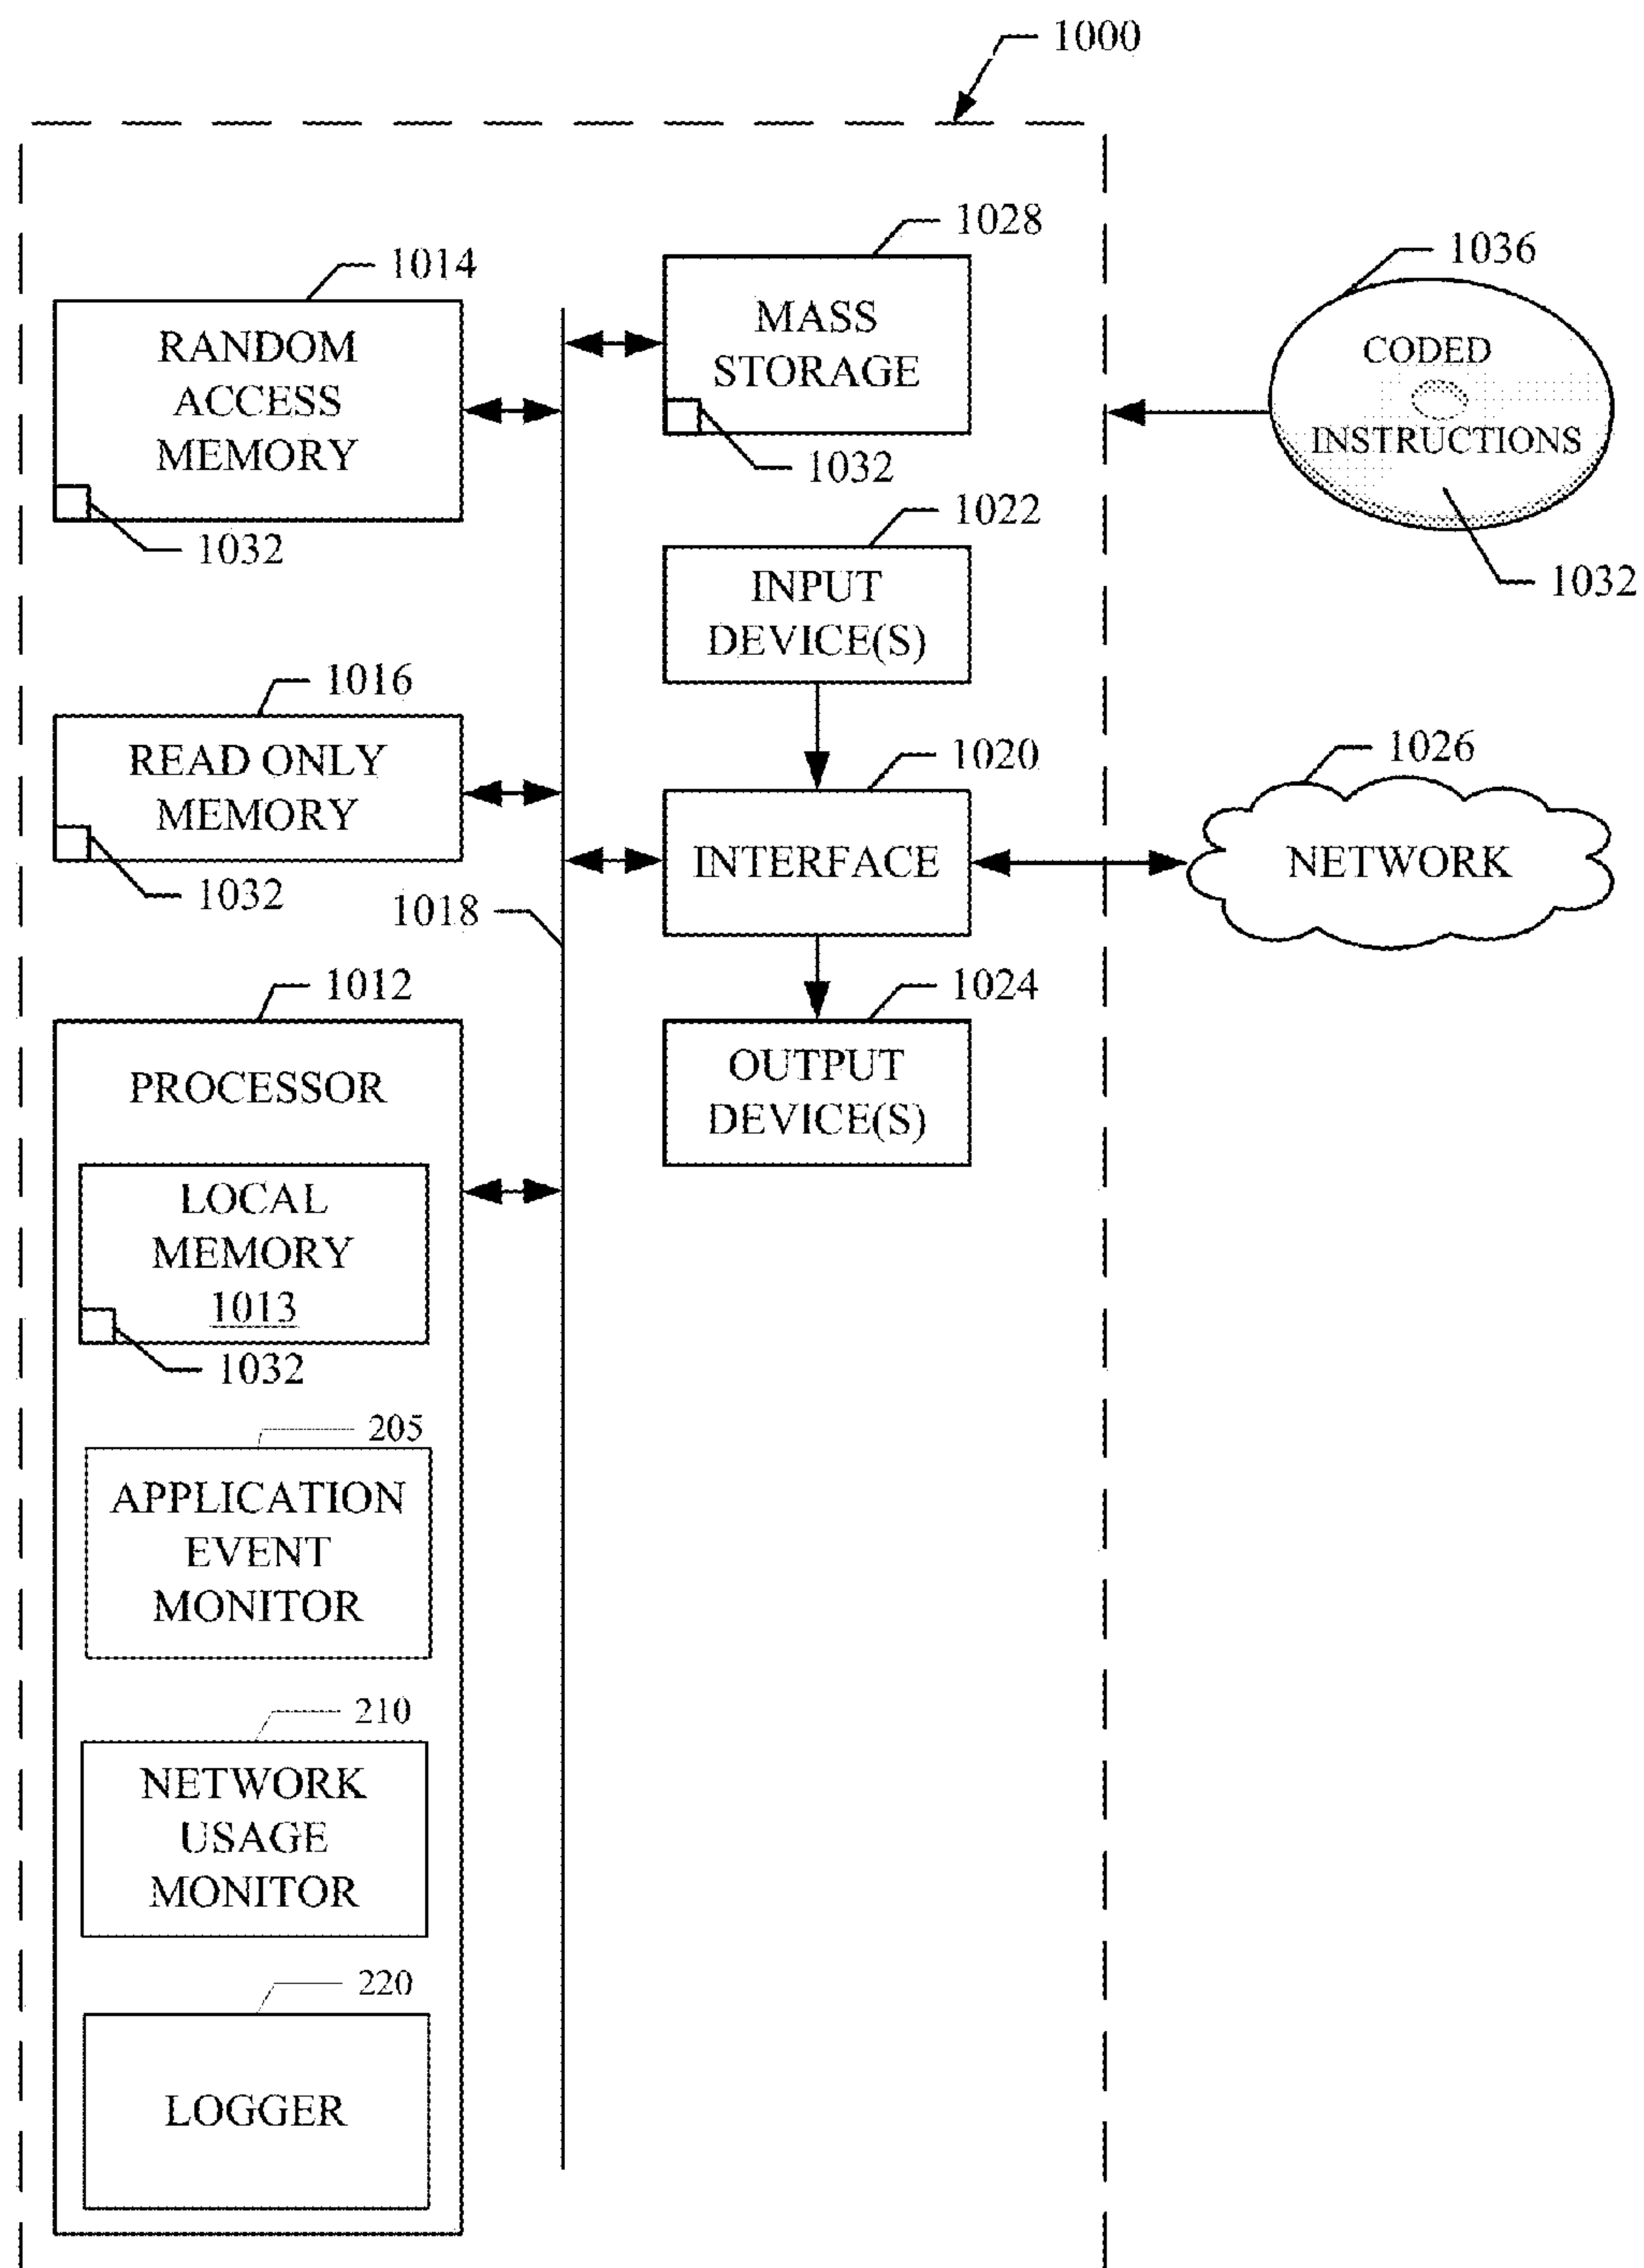 1000
1028
1014
1036
MASS
STORAGE
RANDOM
ACCESS
MEMORY
CODED
INSTRUCTIONS
1032
1032
1032
1022
INPUT
DEVICE(S)
1016
READ ONLY
MEMORY
1032
1020
INTERFACE
1026
NETWORK
1018
1012
PROCESSOR
1024
OUTPUT
DEVICE(S)
LOCAL
MEMORY
1013
1032
205
APPLICATION
EVENT
MONITOR
210
NETWORK
USAGE
MONITOR
220
LOGGER